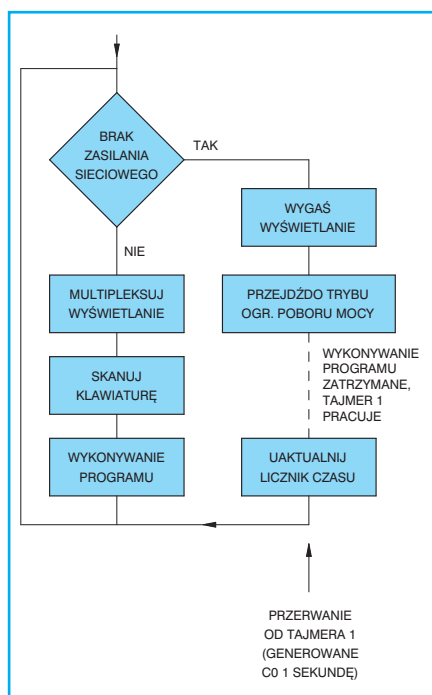 BRAK
ZASILANIA
SIECIOWEGO
TAK
NIE
WYGAŚ
WYŚWIETLANIE
MULTIPLEKSUJ
WYŚWIETLANIE
PRZEJDŹDO TRYBU
OGR. POBORU MOCY
SKANUJ
KLAWIATURĘ
WYKONYWANIE
PROGRAMU
ZATRZYMANE,
TAJMER 1
PRACUJE
WYKONYWANIE
PROGRAMU
UAKTUALNIJ
LICZNIK CZASU
PRZERWANIE
OD TAJMERA 1
(GENEROWANE
C0 1 SEKUNDĘ)